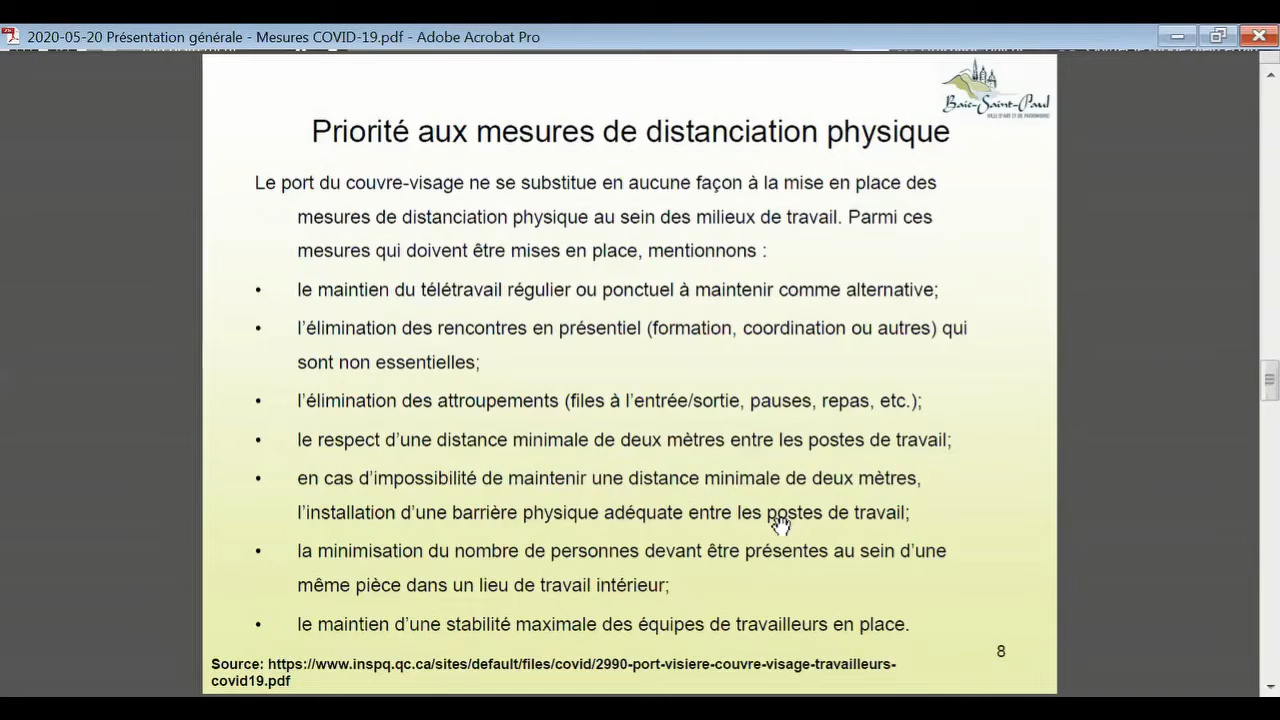 2020-05-20 Présentation générale - Mesures COVID-19.pdf - Adobe Acrobat Pro
Baie-Saint-Paul
VILLE D'ART ET DE PATRIMOINE
Priorité aux mesures de distanciation physique
Le port du couvre-visage ne se substitue en aucune façon à la mise en place des
mesures de distanciation physique au sein des milieux de travail. Parmi ces
mesures qui doivent être mises en place, mentionnons :
• le maintien du télétravail régulier ou ponctuel à maintenir comme alternative;
• l'élimination des rencontres en présentiel (formation, coordination ou autres) qui
sont non essentielles;
• l'élimination des attroupements (files à l'entrée/sortie, pauses, repas, etc.);
• le respect d'une distance minimale de deux mètres entre les postes de travail;
• en cas d'impossibilité de maintenir une distance minimale de deux mètres,
l'installation d'une barrière physique adéquate entre les postes de travail;
• la minimisation du nombre de personnes devant être présentes au sein d'une
même pièce dans un lieu de travail intérieur;
• le maintien d'une stabilité maximale des équipes de travailleurs en place.
8
Source: https://www.inspq.qc.ca/sites/default/files/covid/2990-port-visiere-couvre-visage-travailleurs-
covid19.pdf